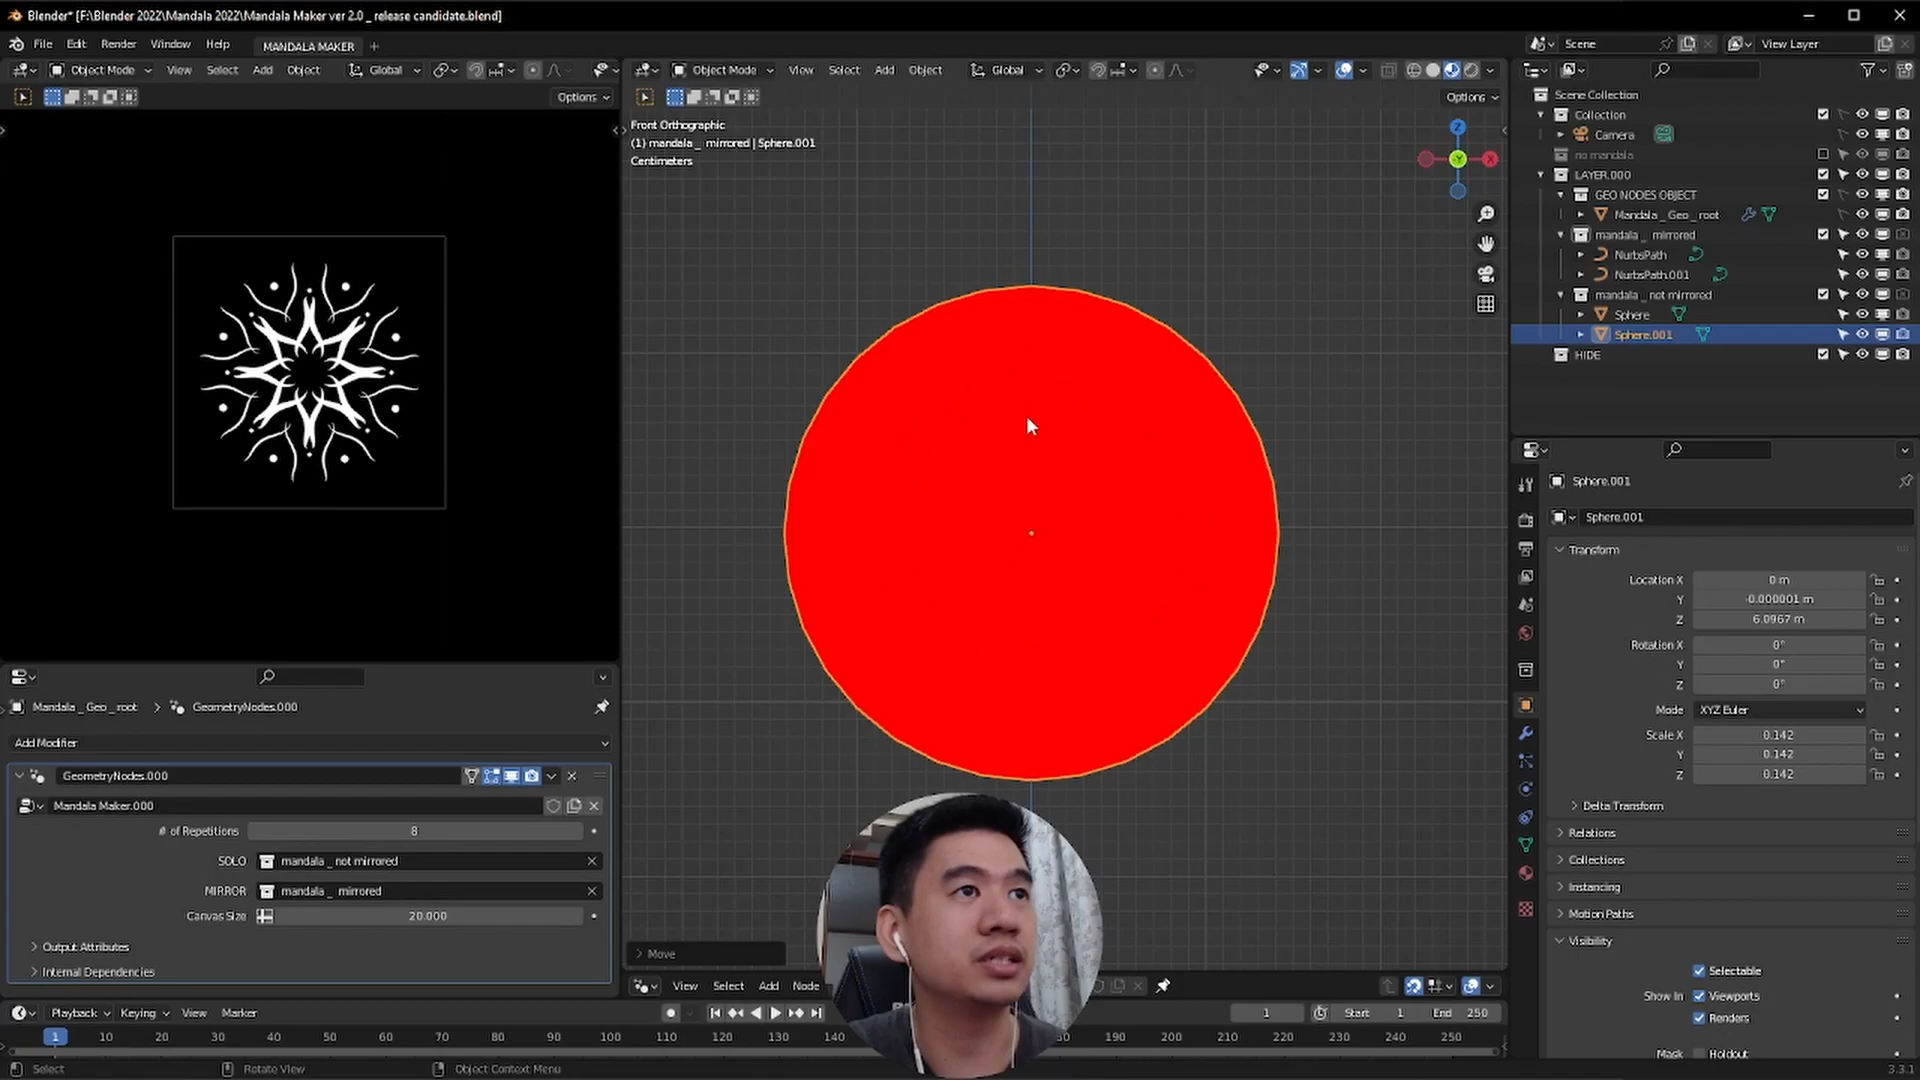 Blender* [F:\Blender 2022\Mandala 2022\Mandala Maker ver 2.0 _ release candidate.blend]
File Edit Render Window Help MANDALA MAKER +
Scene View Layer
Object Mode View Select Add Object Global
Object Mode View Select Add Object Global
Options
Options
Front Orthographic
(1) mandala _ mirrored | Sphere.001
Centimeters
Z
Y
X
Scene Collection
Collection
Camera
no mandala
LAYER.000
GEO NODES OBJECT
Mandala _ Geo _ root
mandala _ mirrored
NurbsPath
NurbsPath.001
mandala _ not mirrored
Sphere
Sphere.001
HIDE
Sphere.001
Sphere.001
Transform
Location X 0 m
Y -0.000001 m
Z 6.0967 m
Rotation X 0°
Y 0°
Z 0°
Mode XYZ Euler
Scale X 0.142
Y 0.142
Z 0.142
Delta Transform
Relations
Collections
Instancing
Motion Paths
Visibility
Selectable
Show In Viewports
Renders
Mask Holdout
Mandala _ Geo _ root > GeometryNodes.000
Add Modifier
GeometryNodes.000
Mandala Maker.000
# of Repetitions 8
SOLO mandala _ not mirrored
MIRROR mandala _ mirrored
Canvas Size 20.000
Output Attributes
Internal Dependencies
Move
View Select Add Node
Playback Keying View Marker
1 Start 1 End 250
1 10 20 30 40 50 60 70 80 90 100 110 120 130 140 190 200 210 220 230 240 250
Select Rotate View Object Context Menu
3.3.1